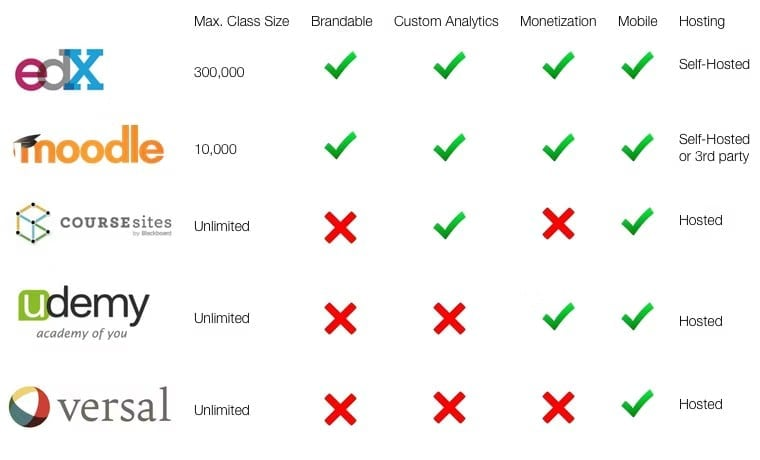 Max. Class Size Brandable Custom Analytics Monetization Mobile Hosting
edX 300,000 Self-Hosted
moodle 10,000 Self-Hosted
or 3rd party
COURSEsites Unlimited Hosted
by Blackboard
udemy Unlimited Hosted
academy of you
versal Unlimited Hosted